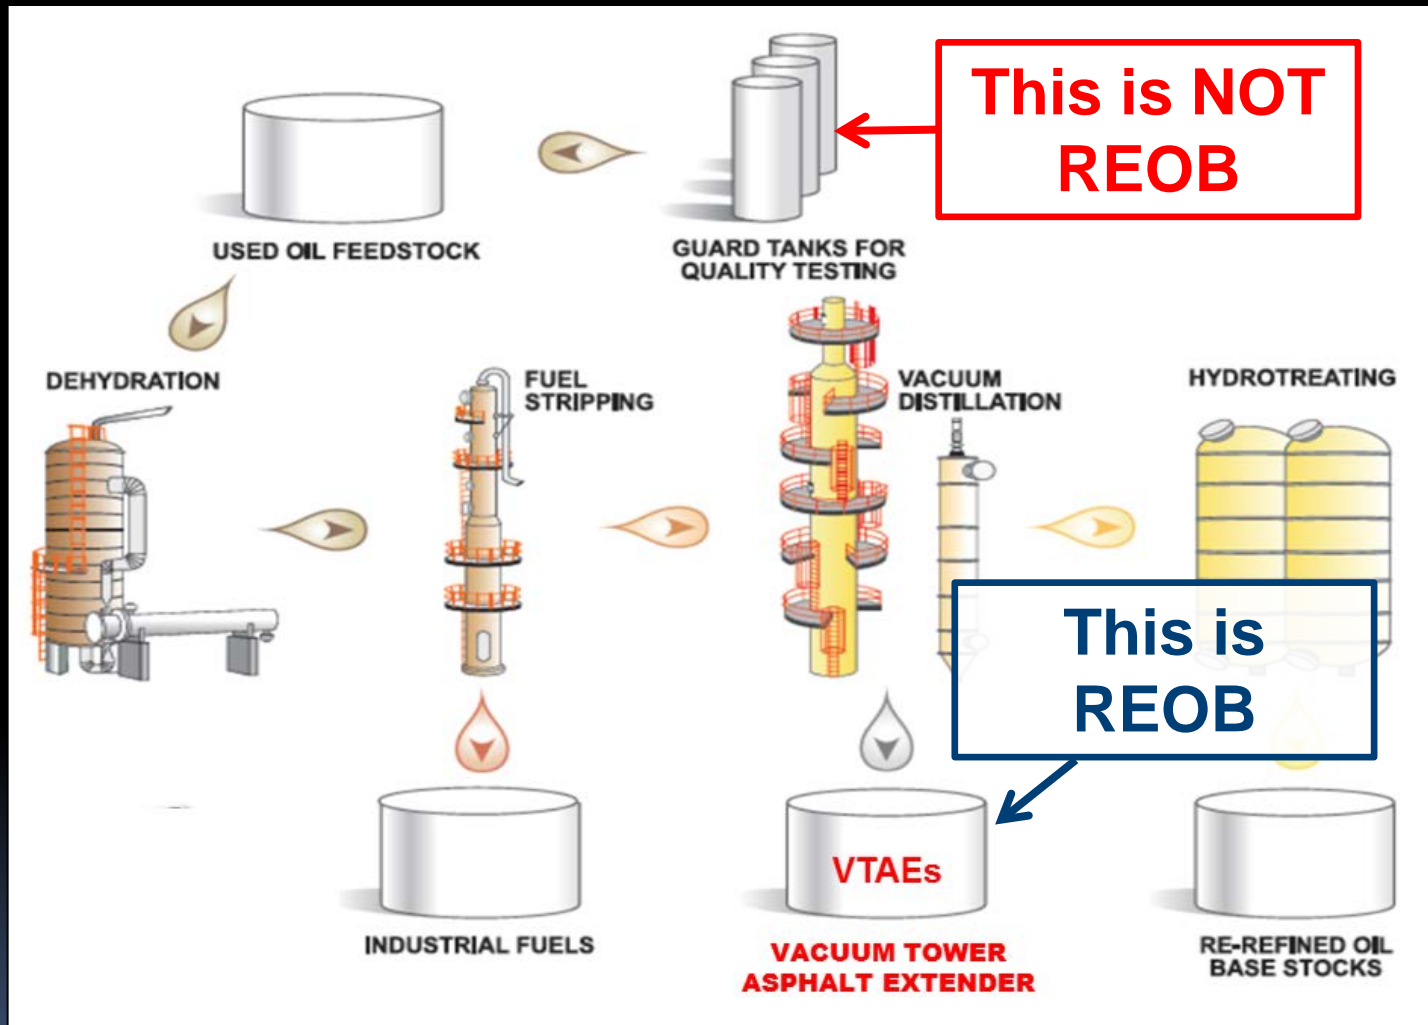 This is NOT
REOB
USED OIL FEEDSTOCK
GUARD TANKS FOR
QUALITY TESTING
DEHYDRATION
FUEL
STRIPPING
VACUUM
DISTILLATION
HYDROTREATING
This is
REOB
VTAEs
INDUSTRIAL FUELS
VACUUM TOWER
ASPHALT EXTENDER
RE-REFINED OIL
BASE STOCKS